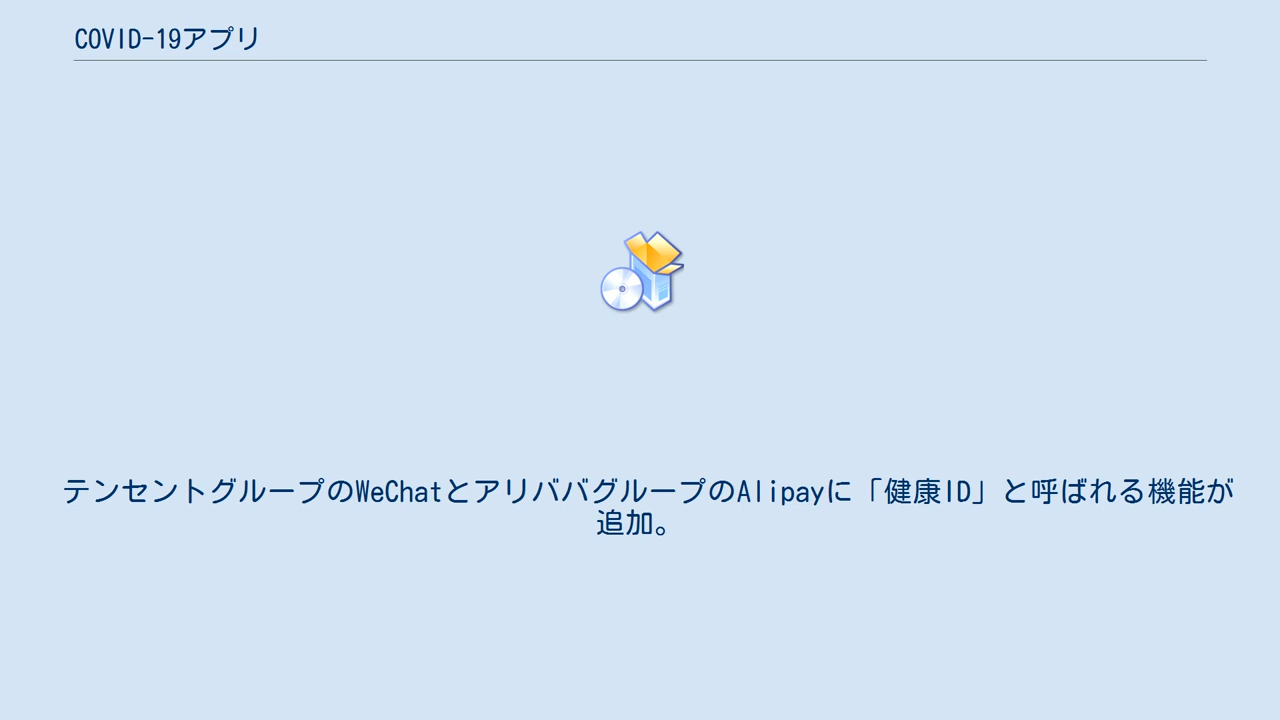 COVID-19アプリ
テンセントグループのWeChatとアリババグループのAlipayに「健康ID」と呼ばれる機能が
追加。